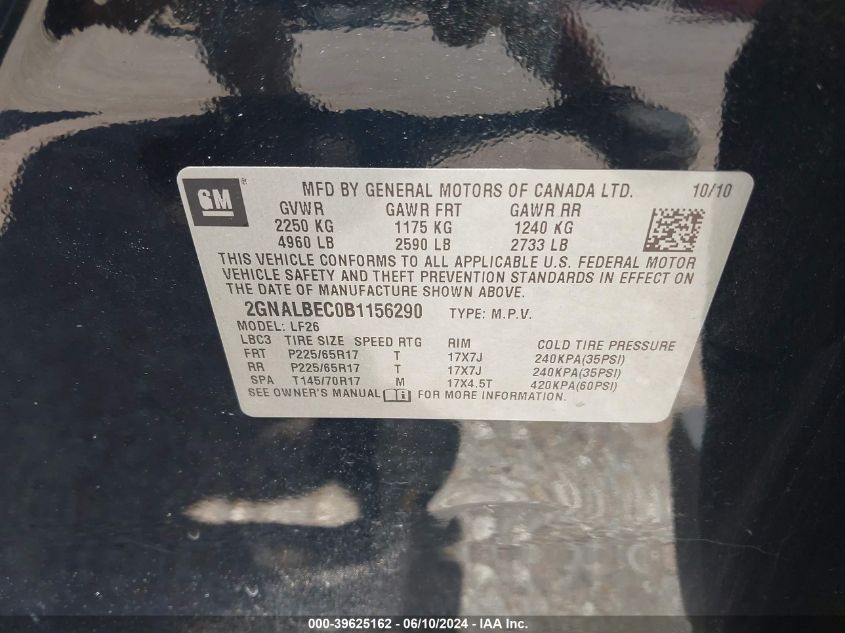 GM ® MFD BY GENERAL MOTORS OF CANADA LTD. 10/10
GVWR GAWR FRT GAWR RR
2250 KG 1175 KG 1240 KG
4960 LB 2590 LB 2733 LB
THIS VEHICLE CONFORMS TO ALL APPLICABLE U.S. FEDERAL MOTOR
VEHICLE SAFETY AND THEFT PREVENTION STANDARDS IN EFFECT ON
THE DATE OF MANUFACTURE SHOWN ABOVE.
2GNALBEC0B1156290 TYPE: M.P.V.
MODEL: LF26
LBC3 TIRE SIZE SPEED RTG RIM COLD TIRE PRESSURE
FRT P225/65R17 T 17X7J 240KPA(35PSI)
RR P225/65R17 T 17X7J 240KPA(35PSI)
SPA T145/70R17 M 17X4.5T 420KPA(60PSI)
SEE OWNER'S MANUAL FOR MORE INFORMATION.
000-39625162 - 06/10/2024 - IAA Inc.